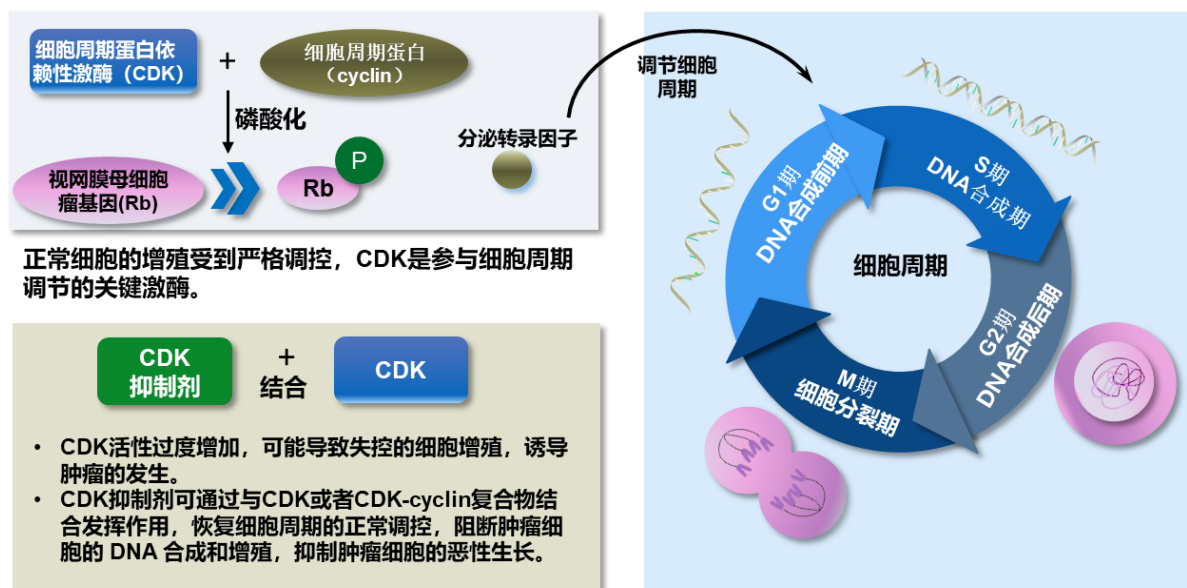 细胞周期蛋白依
赖性激酶（CDK）
+
细胞周期蛋白
（cyclin）
磷酸化
视网膜母细胞
瘤基因(Rb)
Rb
P
分泌转录因子
调节细胞
周期
正常细胞的增殖受到严格调控，CDK是参与细胞周期
调节的关键激酶。
CDK
抑制剂
+
结合
CDK
• CDK活性过度增加，可能导致失控的细胞增殖，诱导
肿瘤的发生。
• CDK抑制剂可通过与CDK或者CDK-cyclin复合物结
合发挥作用，恢复细胞周期的正常调控，阻断肿瘤细
胞的 DNA 合成和增殖，抑制肿瘤细胞的恶性生长。
G1期
DNA合成前期
S期
DNA合成期
细胞周期
G2期
DNA合成后期
M期
细胞分裂期